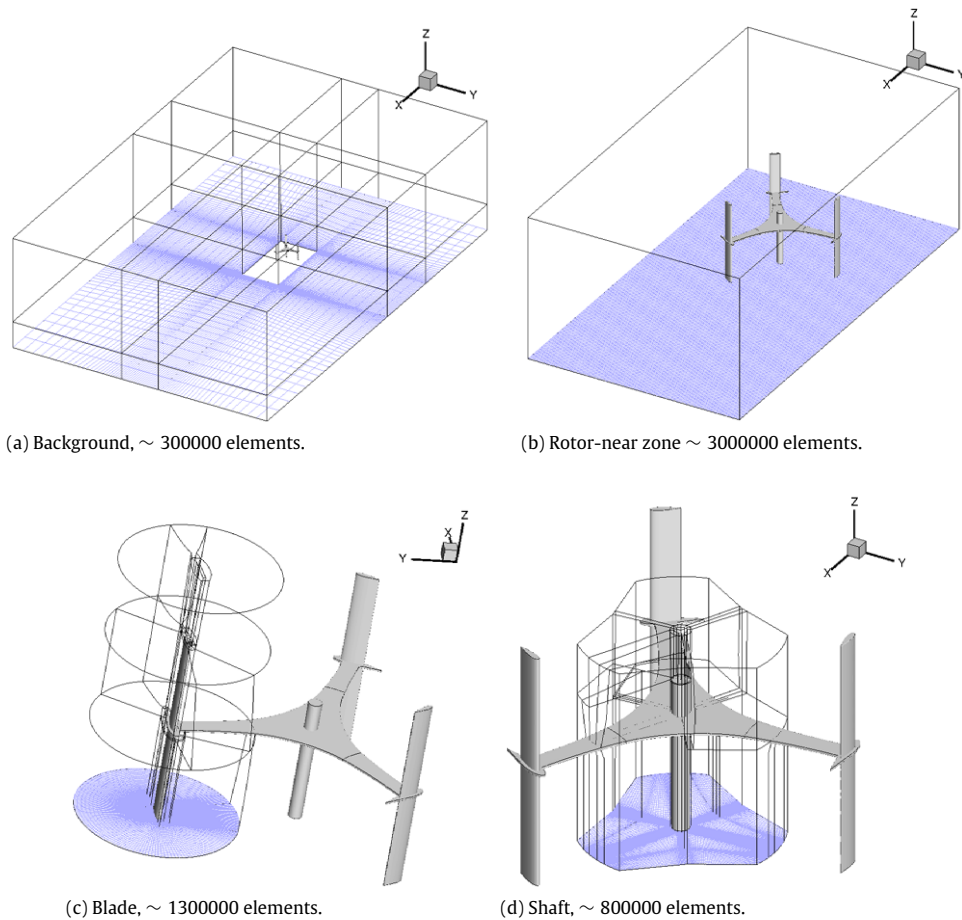 Z
X
Y
Z
X
Y
(a) Background, ∼ 300000 elements.
(b) Rotor-near zone ∼ 3000000 elements.
Z
X
Y
Z
X
Y
(c) Blade, ∼ 1300000 elements.
(d) Shaft, ∼ 800000 elements.